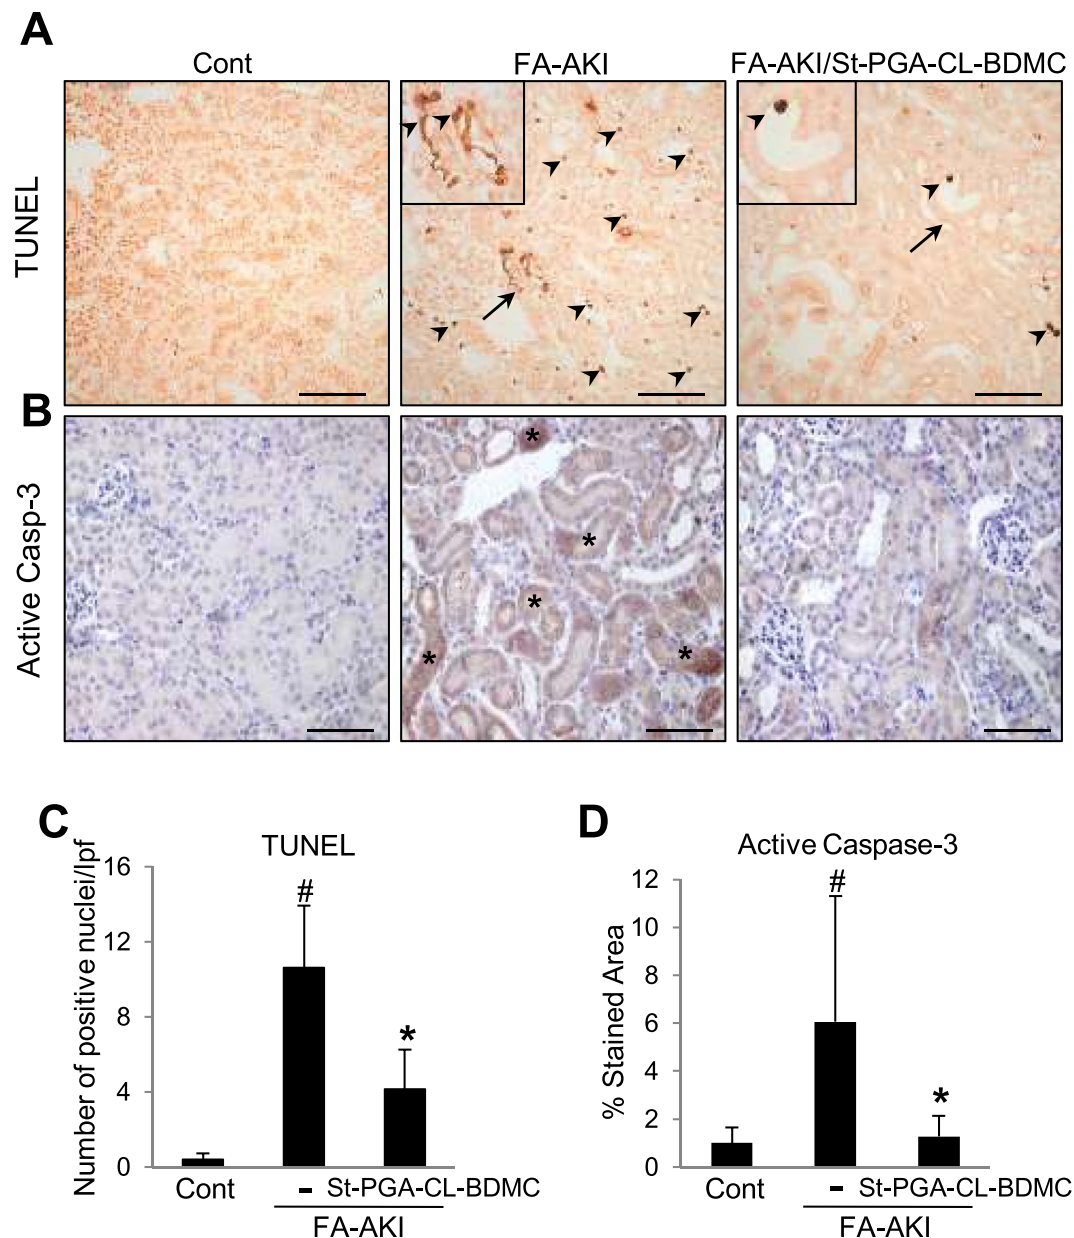 A
Cont
FA-AKI
FA-AKI/St-PGA-CL-BDMC
TUNEL
B
Active Casp-3
*
*
*
*
*
C
TUNEL
Number of positive nuclei/lpf
16
12
8
4
0
#
*
Cont
- St-PGA-CL-BDMC
FA-AKI
D
Active Caspase-3
% Stained Area
12
10
8
6
4
2
0
#
*
Cont
- St-PGA-CL-BDMC
FA-AKI